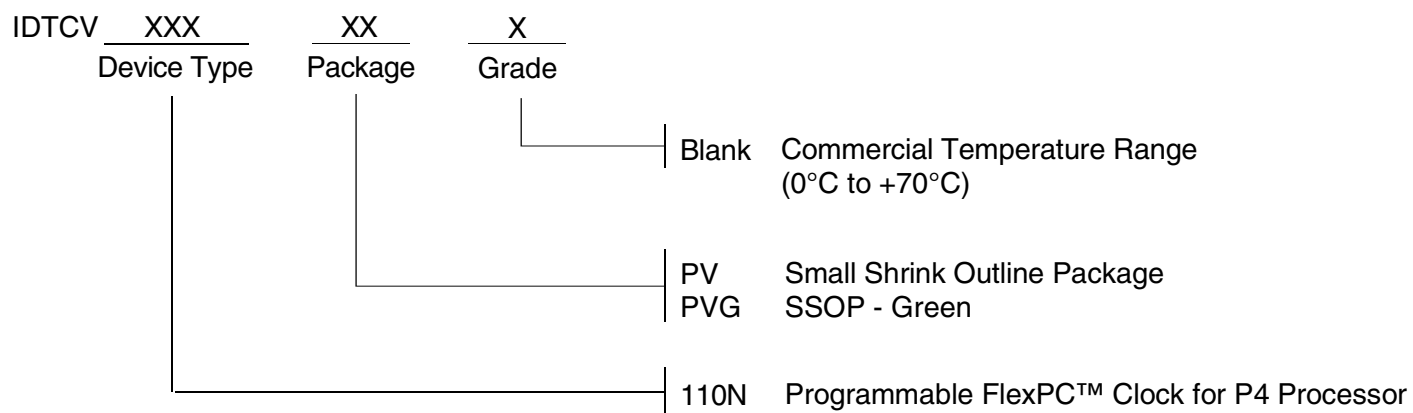 IDTCV XXX XX X
Device Type Package Grade
Blank Commercial Temperature Range
(0°C to +70°C)
PV Small Shrink Outline Package
PVG SSOP - Green
110N Programmable FlexPC™ Clock for P4 Processor